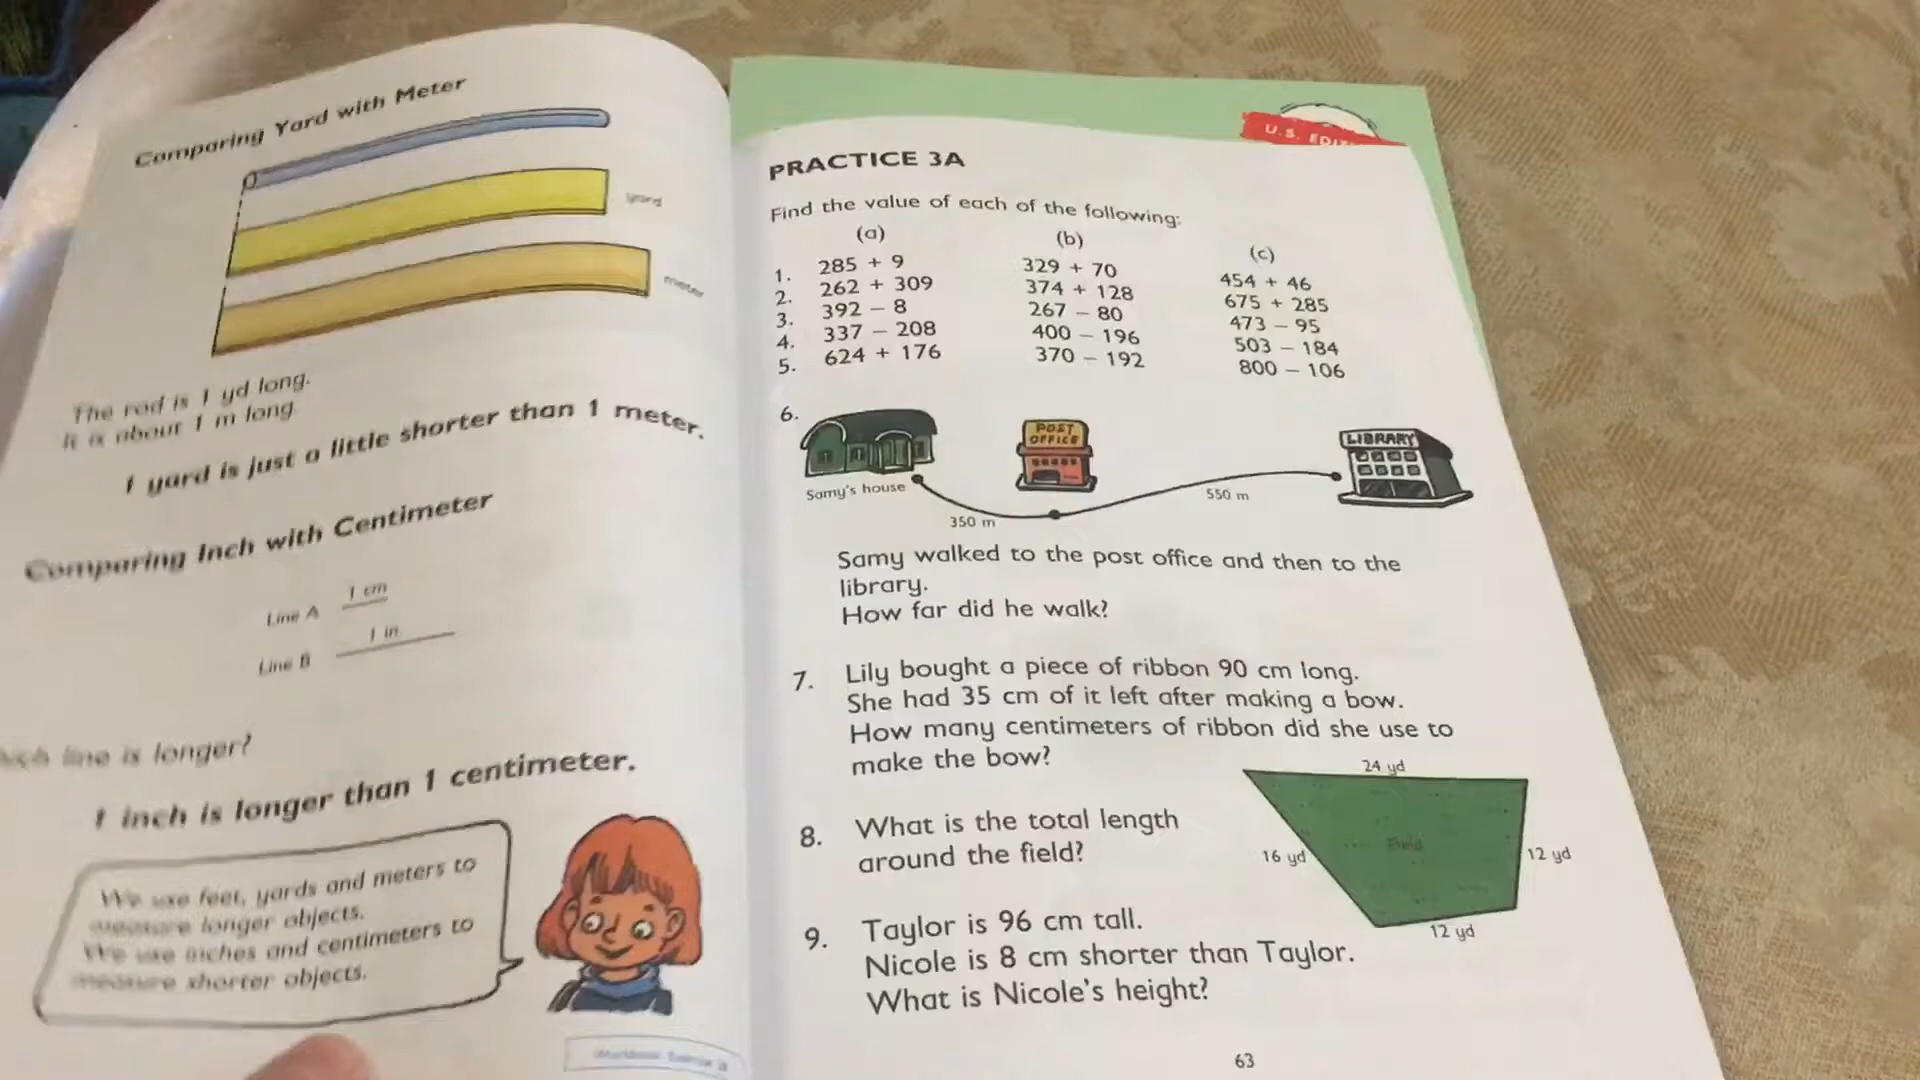 Comparing Yard with Meter
yard
meter
The rod is 1 yd long.
It is about 1 m long.
1 yard is just a little shorter than 1 meter.
Comparing Inch with Centimeter
Line A 1 cm
Line B 1 in.
line is longer?
1 inch is longer than 1 centimeter.
We use feet, yards and meters to
measure longer objects.
We use inches and centimeters to
measure shorter objects.
U.S.
PRACTICE 3A
Find the value of each of the following:
(a) (b) (c)
1. 285 + 9 329 + 70 454 + 46
2. 262 + 309 374 + 128 675 + 285
3. 392 – 8 267 – 80 473 – 95
4. 337 – 208 400 – 196 503 – 184
5. 624 + 176 370 – 192 800 – 106
6.
POST
OFFICE
LIBRARY
Samy's house
350 m
550 m
Samy walked to the post office and then to the
library.
How far did he walk?
7. Lily bought a piece of ribbon 90 cm long.
She had 35 cm of it left after making a bow.
How many centimeters of ribbon did she use to
make the bow?
8. What is the total length
around the field?
24 yd
16 yd
Field
12 yd
12 yd
9. Taylor is 96 cm tall.
Nicole is 8 cm shorter than Taylor.
What is Nicole's height?
63